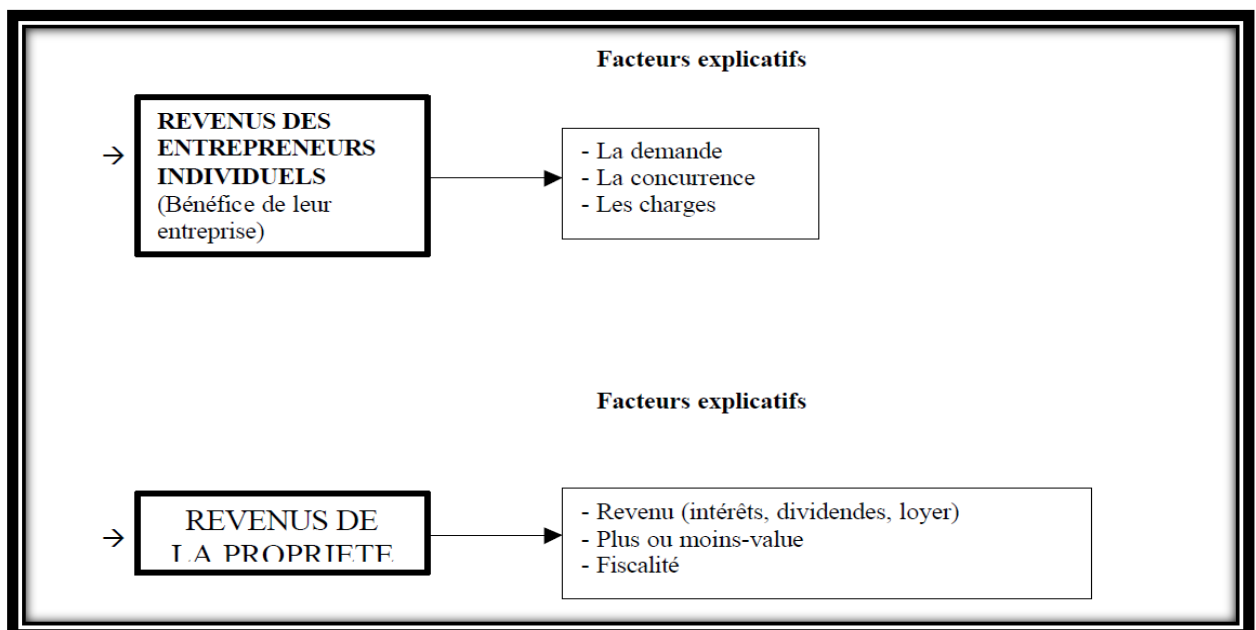 Facteurs explicatifs
→
REVENUS DES
ENTREPRENEURS
INDIVIDUELS
(Bénéfice de leur
entreprise)
- La demande
- La concurrence
- Les charges
Facteurs explicatifs
→
REVENUS DE
LA PROPRIETE
- Revenu (intérêts, dividendes, loyer)
- Plus ou moins-value
- Fiscalité